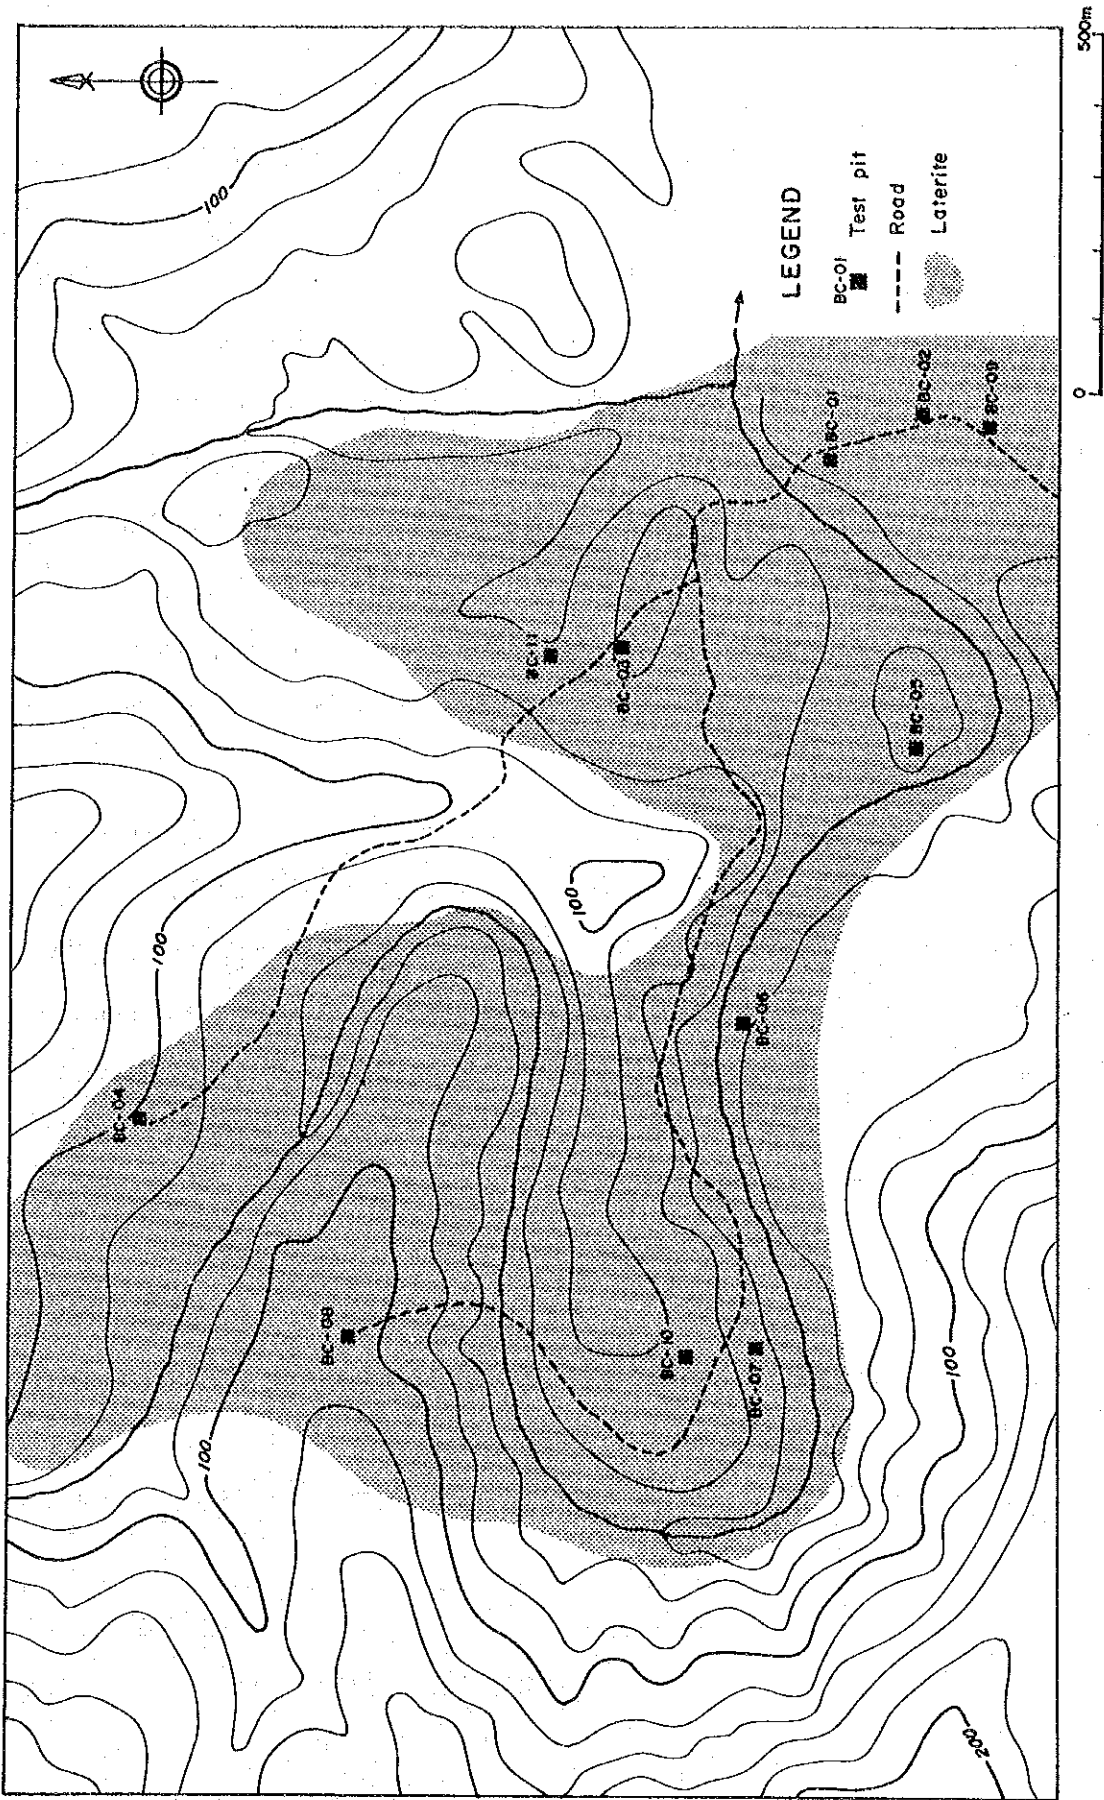 0 500m
LEGEND
BC-01 Test pit
Road
Laterite
100
100
100
100
100
200
BC-04
BC-08
BC-10
BC-07
BC-06
BC-05
BC-03
BC-11
BC-01
BC-02
BC-09